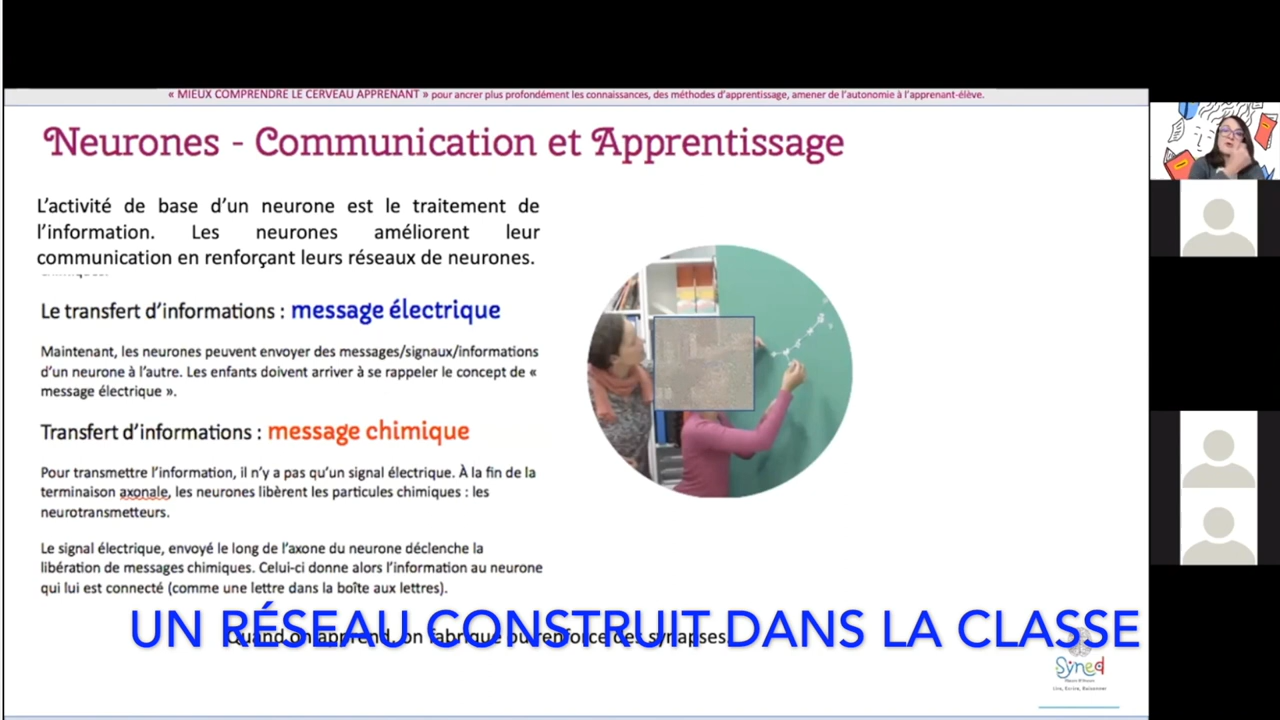 « MIEUX COMPRENDRE LE CERVEAU APPRENANT » pour ancrer plus profondément les connaissances, des méthodes d'apprentissage, amener de l'autonomie à l'apprenant-élève.
Neurones - Communication et Apprentissage
L'activité de base d'un neurone est le traitement de
l'information. Les neurones améliorent leur
communication en renforçant leurs réseaux de neurones.
Le transfert d'informations : message électrique
Maintenant, les neurones peuvent envoyer des messages/signaux/informations
d'un neurone à l'autre. Les enfants doivent arriver à se rappeler le concept de «
message électrique ».
Transfert d'informations : message chimique
Pour transmettre l'information, il n'y a pas qu'un signal électrique. À la fin de la
terminaison axonale, les neurones libèrent les particules chimiques : les
neurotransmetteurs.
Le signal électrique, envoyé le long de l'axone du neurone déclenche la
libération de messages chimiques. Celui-ci donne alors l'information au neurone
qui lui est connecté (comme une lettre dans la boîte aux lettres).
UN RÉSEAU CONSTRUIT DANS LA CLASSE
Quand on apprend, on fabrique ou renforce des synapses.
Syned
Lire, Écrire, Raisonner